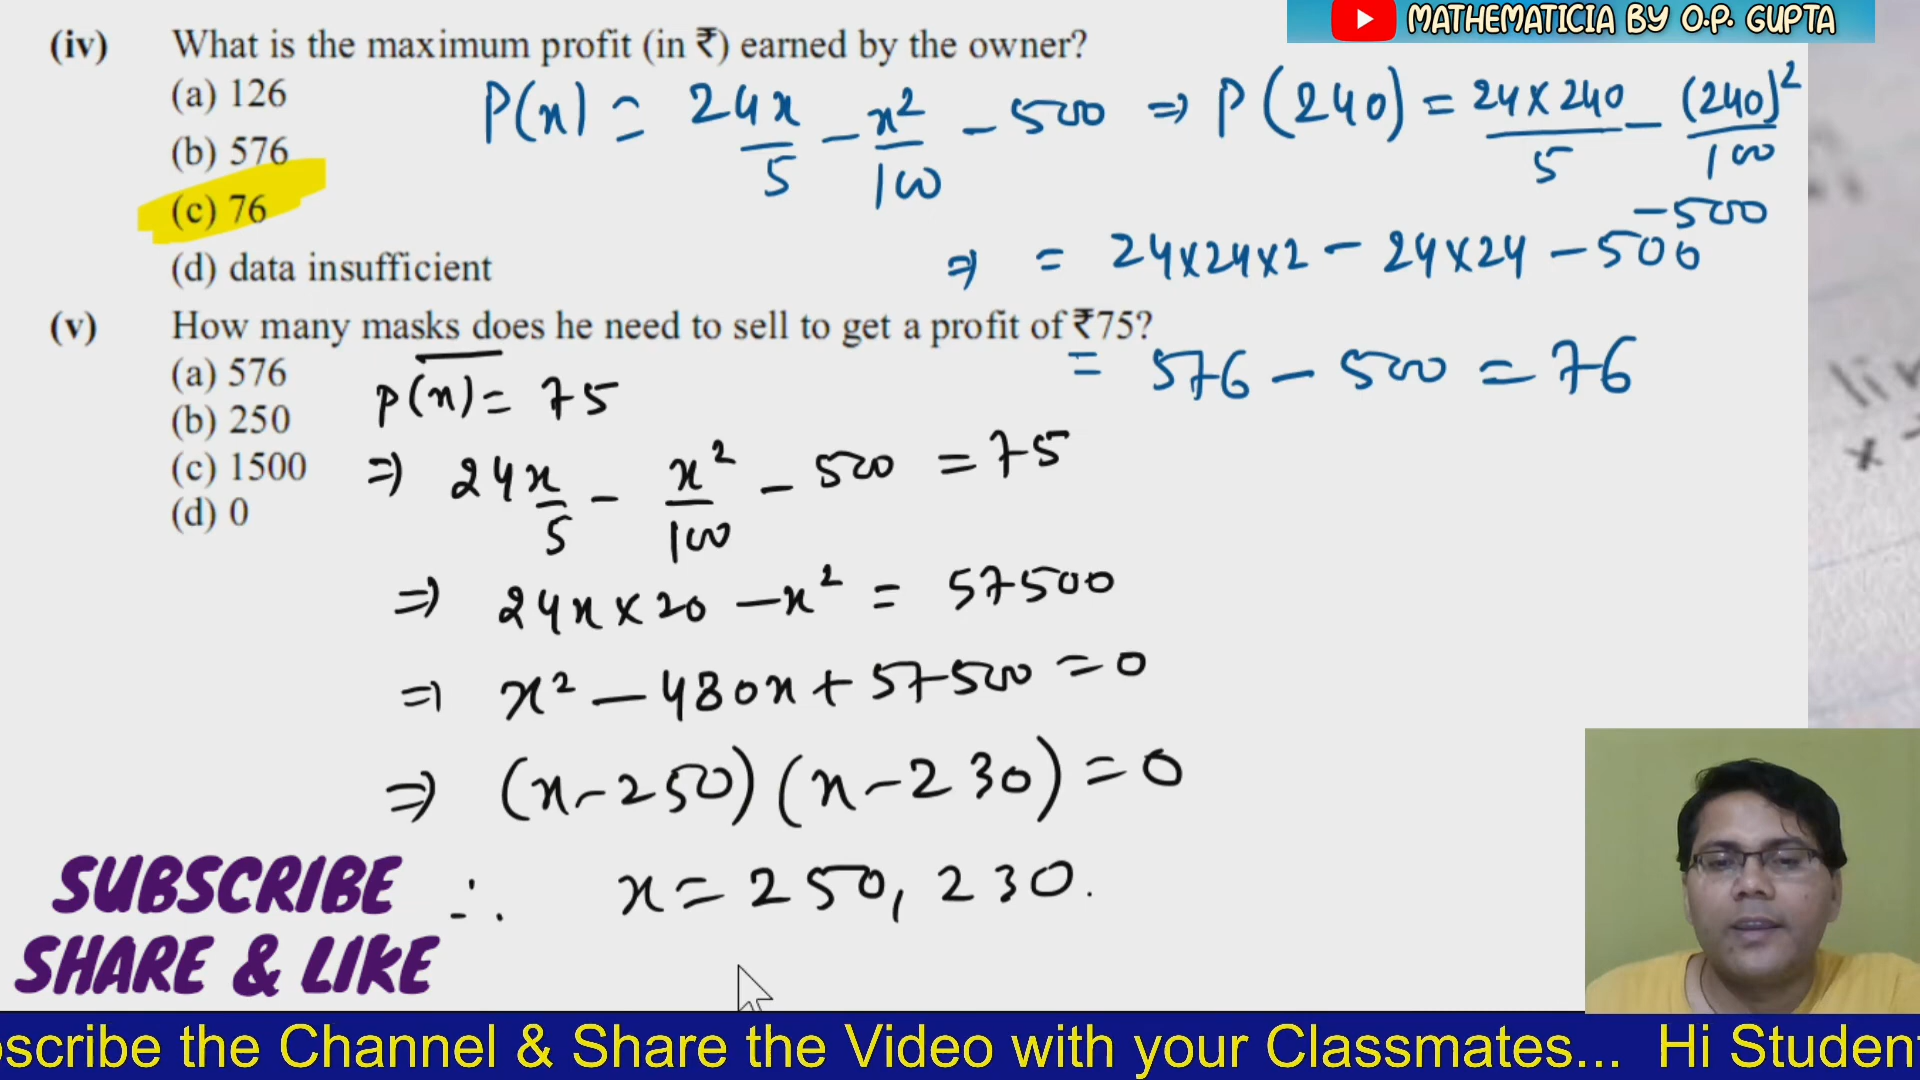 MATHEMATICIA BY O.P. GUPTA
(iv) What is the maximum profit (in ₹) earned by the owner?
(a) 126
(b) 576
(c) 76
(d) data insufficient
P(x) = 24x/5 - x²/100 - 500 ⇒ P(240) = 24×240/5 - (240)²/100 - 500
⇒ = 24×24×2 - 24×24 - 500
= 576 - 500 = 76
(v) How many masks does he need to sell to get a profit of ₹75?
(a) 576
(b) 250
(c) 1500
(d) 0
P(x) = 75
⇒ 24x/5 - x²/100 - 500 = 75
⇒ 24x × 20 - x² = 57500
⇒ x² - 480x + 57500 = 0
⇒ (x-250)(x-230) = 0
∴ x = 250, 230.
SUBSCRIBE
SHARE & LIKE
scribe the Channel & Share the Video with your Classmates... Hi Studen